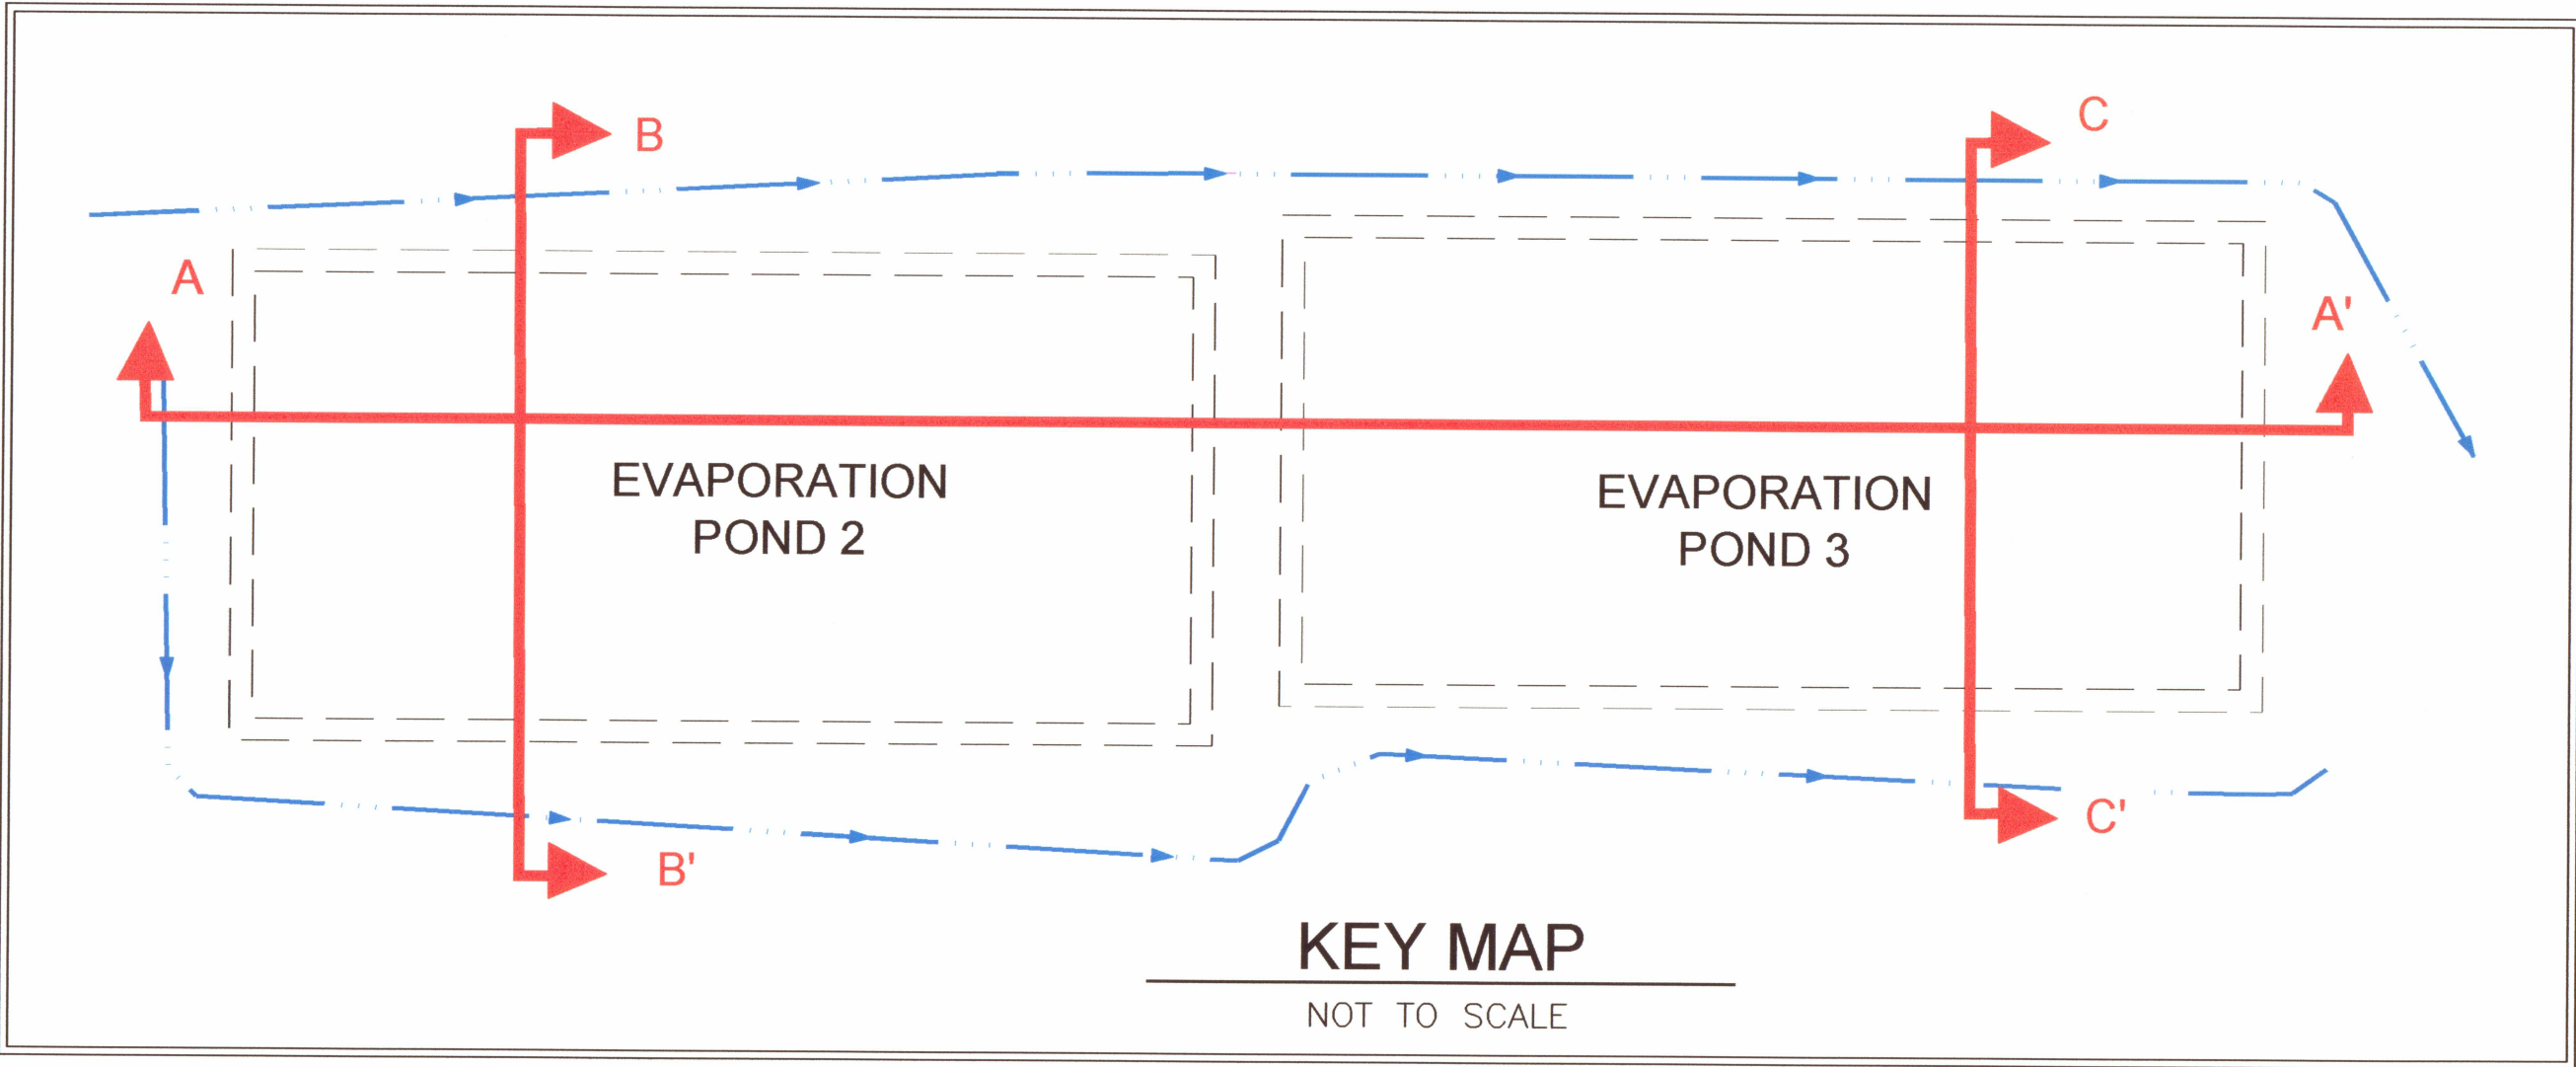 B
C
A
A'
EVAPORATION
POND 2
EVAPORATION
POND 3
B'
C'
KEY MAP
NOT TO SCALE